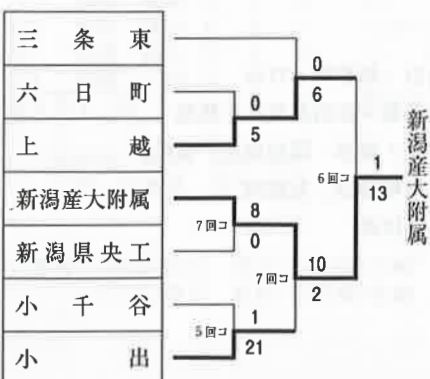 三条東
六日町
上越
新潟産大附属
新潟県央工
小千谷
小出
0
5
8
7回コ
0
1
5回コ
21
0
6
10
7回コ
2
1
6回コ
13
新潟産大附属